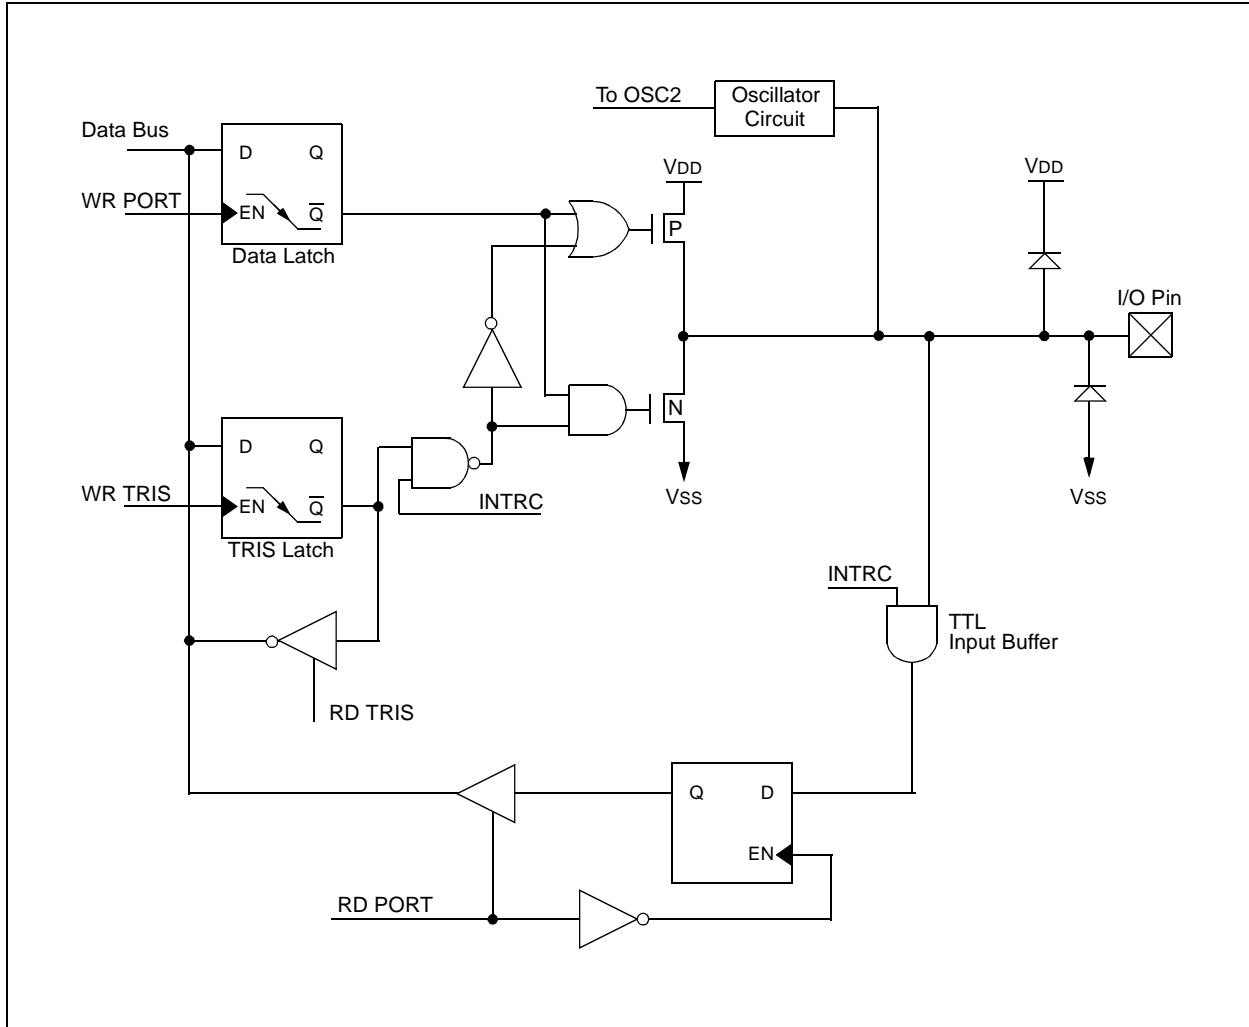 To OSC2
Oscillator
Circuit
Data Bus
D Q
VDD
VDD
WR PORT
EN Q̅
P
Data Latch
I/O Pin
N
D Q
WR TRIS
EN Q̅
INTRC
VSS
VSS
TRIS Latch
INTRC
TTL
Input Buffer
RD TRIS
Q D
EN
RD PORT